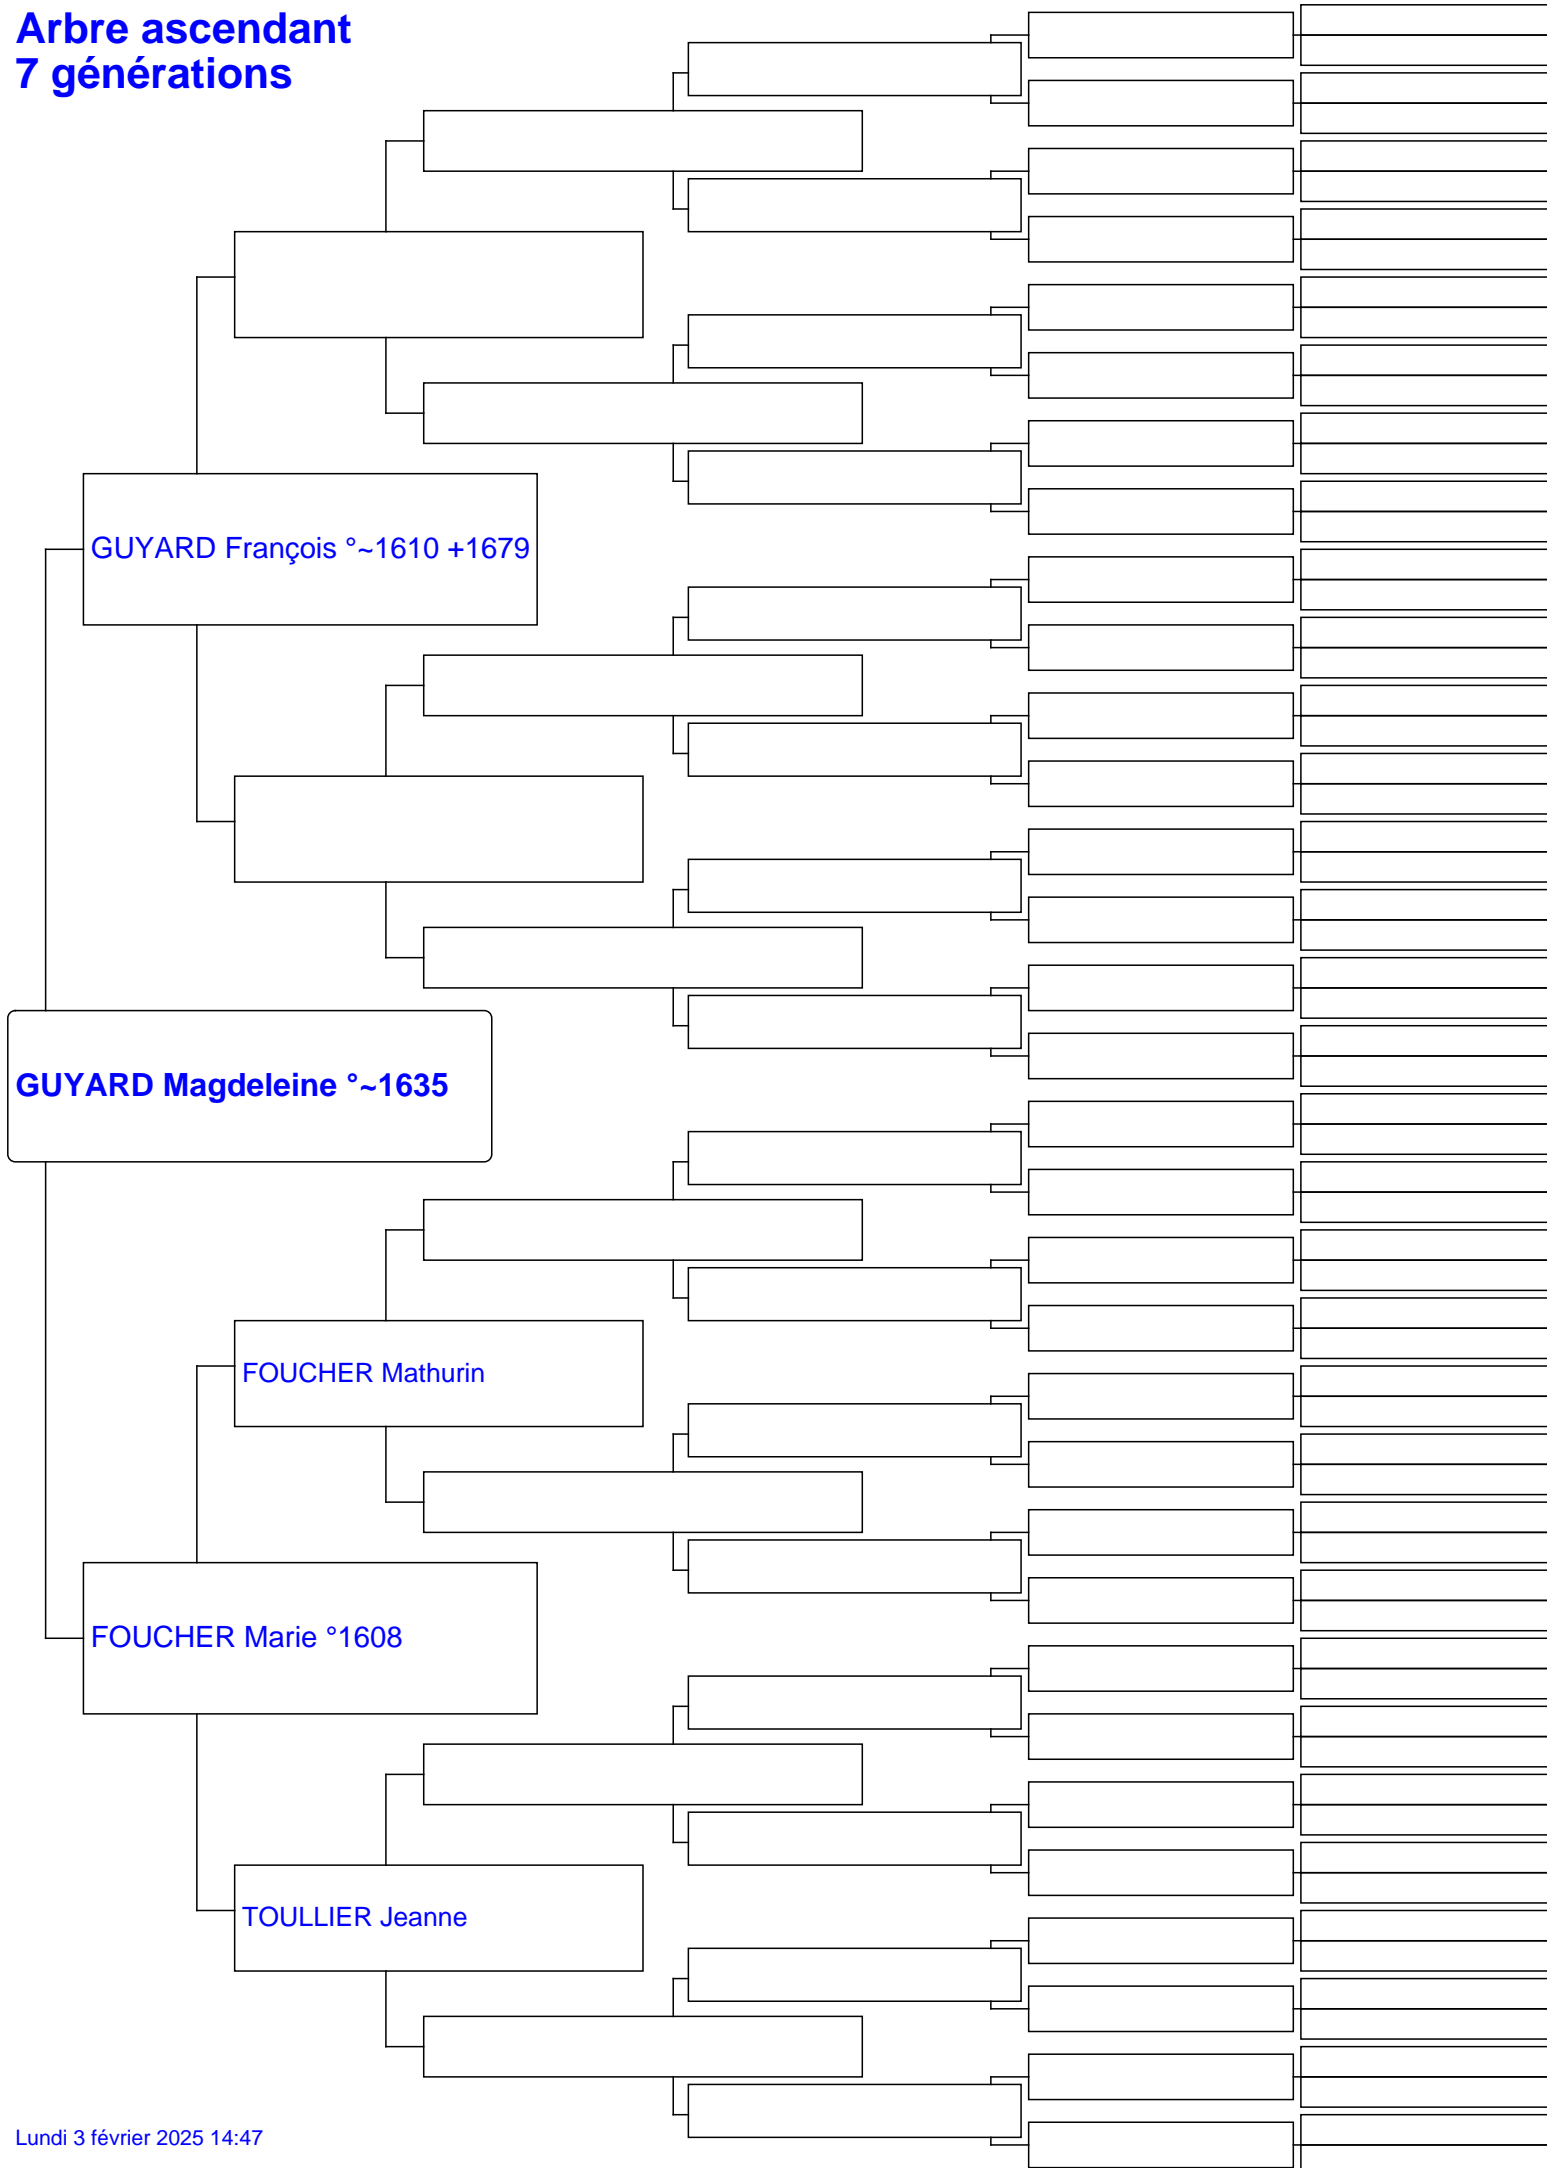 Arbre ascendant
7 générations
GUYARD François °~1610 +1679
GUYARD Magdeleine °~1635
FOUCHER Mathurin
FOUCHER Marie °1608
TOULLIER Jeanne
Lundi 3 février 2025 14:47